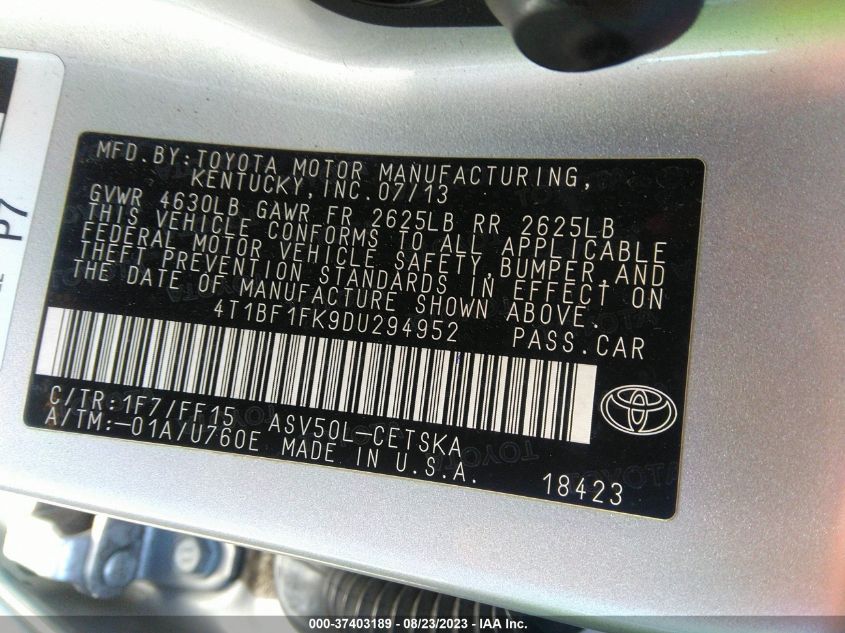 P7
MFD.BY:TOYOTA MOTOR MANUFACTURING,
KENTUCKY, INC. 07/13
GVWR 4630LB GAWR FR 2625LB RR 2625LB
THIS VEHICLE CONFORMS TO ALL APPLICABLE
FEDERAL MOTOR VEHICLE SAFETY, BUMPER, AND
THEFT PREVENTION STANDARDS IN EFFECT ON
THE DATE OF MANUFACTURE SHOWN ABOVE.
4T1BF1FK9DU294952 PASS.CAR
C/TR:1F7/FF15 ASV50L-CETSKA
A/TM:-01A/U760E MADE IN U.S.A.
18423
000-37403189 - 08/23/2023 - IAA Inc.